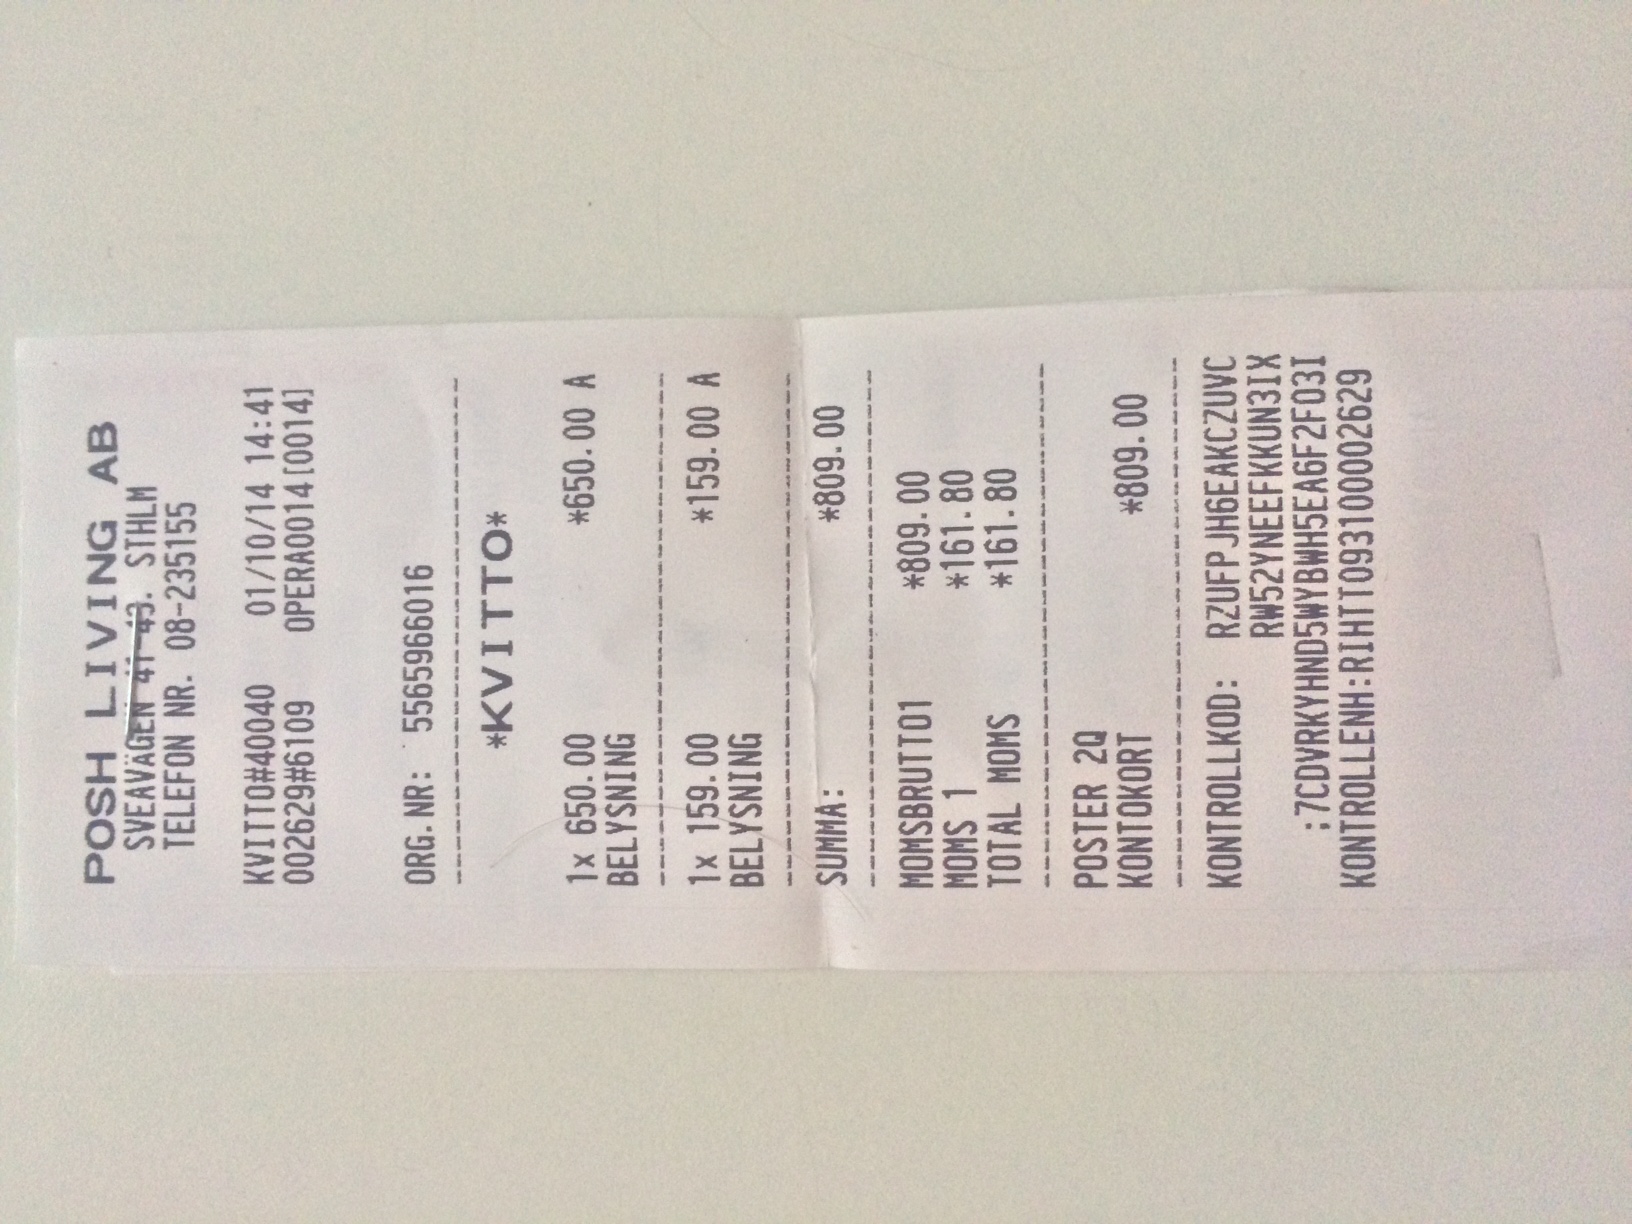 POSH LIVING AB
SVEAVÄGEN 41-43. STHLM
TELEFON NR. 08-235155
KVITTO#40040 01/10/14 14:41
002629#6109 OPERA0014[0014]
ORG.NR: 5565966016
*KVITTO*
1x 650.00 *650.00 A
BELYSNING
1x 159.00 *159.00 A
BELYSNING
SUMMA: *809.00
MOMSBRUTTO1 *809.00
MOMS 1 *161.80
TOTAL MOMS *161.80
POSTER 2Q
KONTOKORT *809.00
KONTROLLKOD: RZUFPJH6EAKCZUVC
RW52YNEEFKKUN3IX
;7CDVRKYHND5WYBWH5EA6F2FO3I
KONTROLLENH:RIHTT093100002629